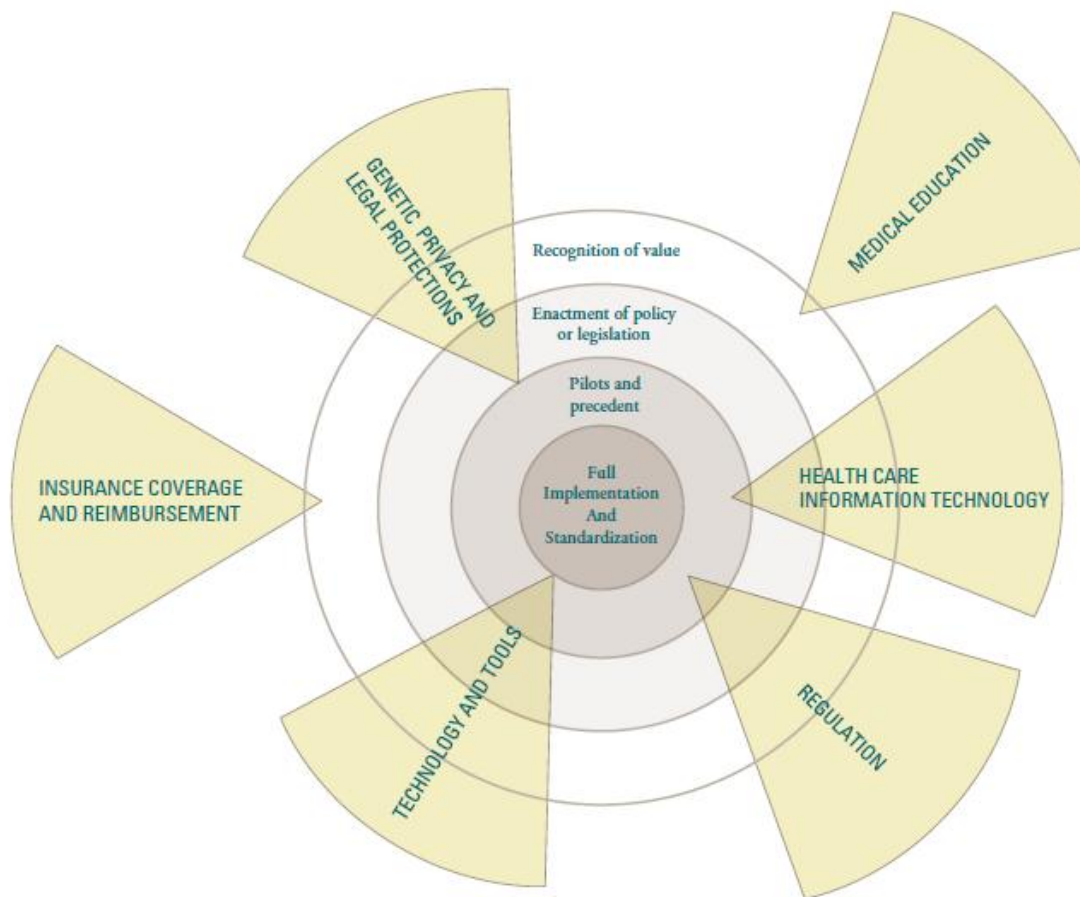 GENETIC PRIVACY AND
LEGAL PROTECTIONS
MEDICAL EDUCATION
Recognition of value
Enactment of policy
or legislation
Pilots and
precedent
Full
Implementation
And
Standardization
INSURANCE COVERAGE
AND REIMBURSEMENT
HEALTH CARE
INFORMATION TECHNOLOGY
TECHNOLOGY AND TOOLS
REGULATION